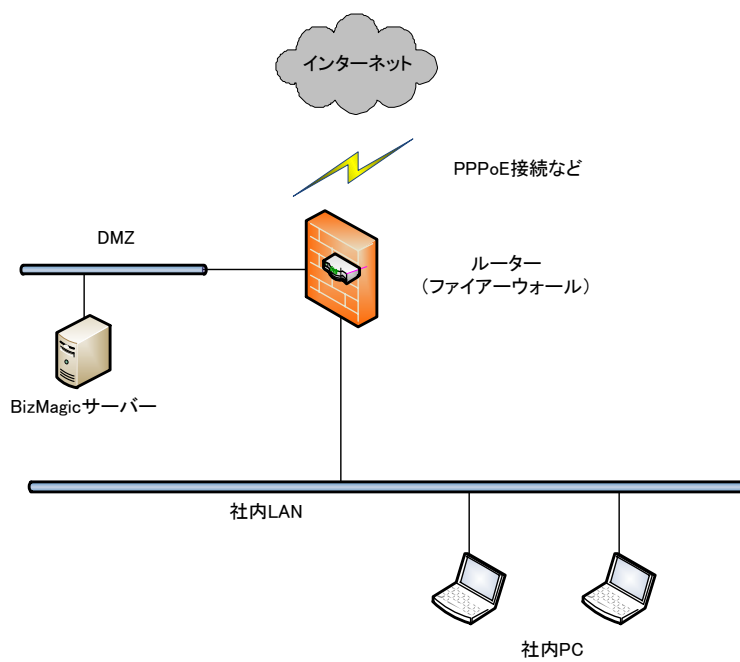 インターネット
PPPoE接続など
DMZ
ルーター
（ファイアーウォール）
BizMagicサーバー
社内LAN
社内PC